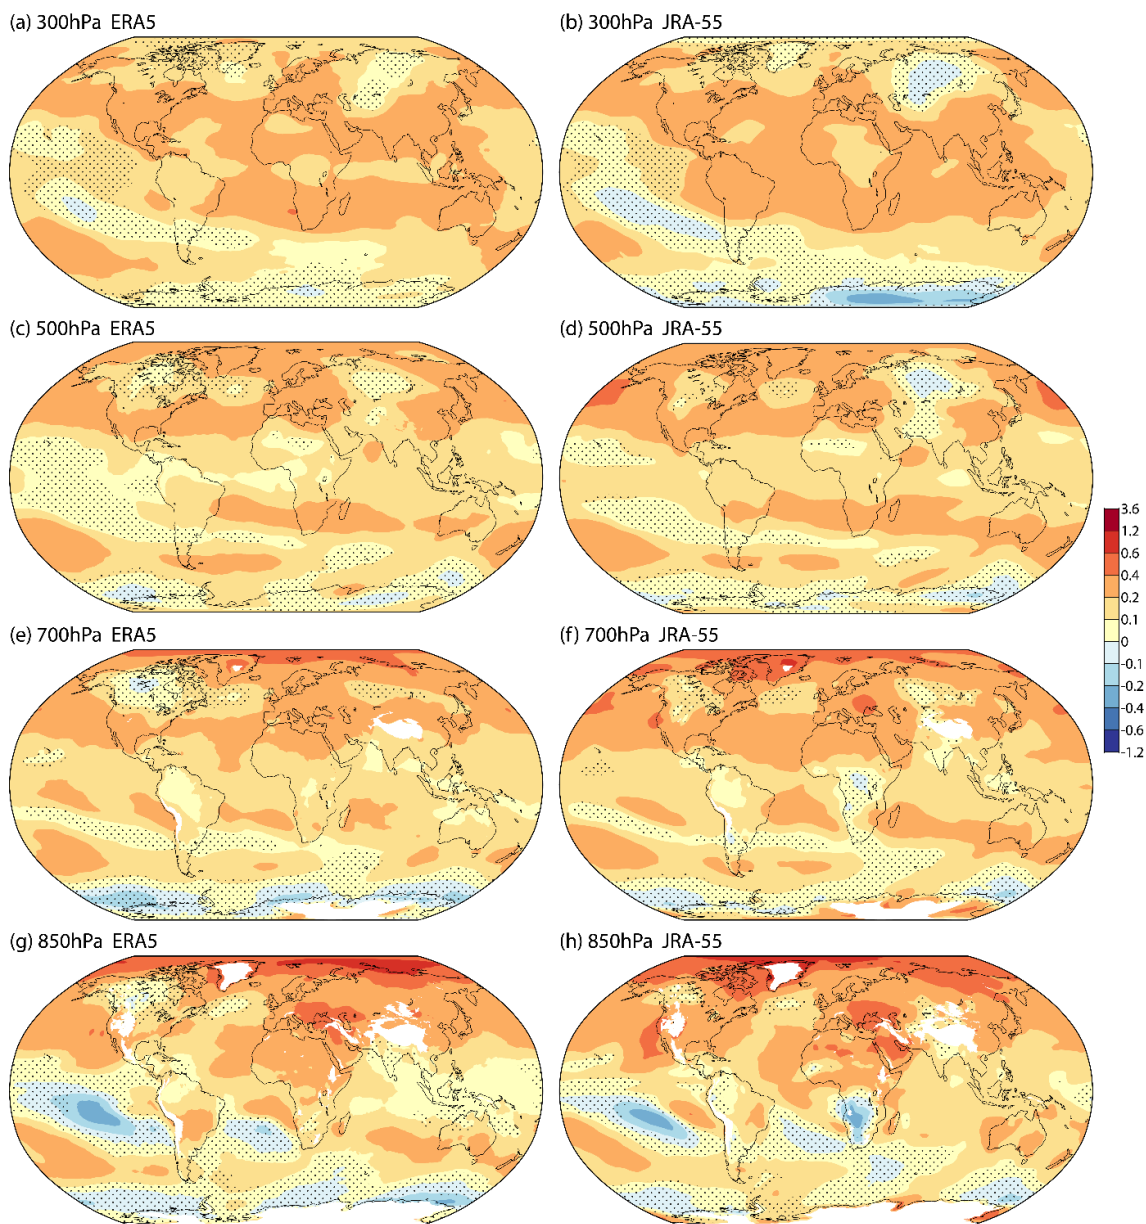 (a) 300hPa ERA5
(b) 300hPa JRA-55
(c) 500hPa ERA5
(d) 500hPa JRA-55
(e) 700hPa ERA5
(f) 700hPa JRA-55
(g) 850hPa ERA5
(h) 850hPa JRA-55
3.6
1.2
0.6
0.4
0.2
0.1
0
-0.1
-0.2
-0.4
-0.6
-1.2